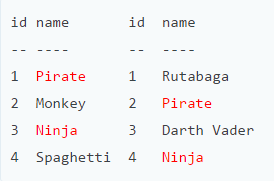 id name       id  name
-- ----       --  ----
1  Pirate     1   Rutabaga
2  Monkey     2   Pirate
3  Ninja      3   Darth Vader
4  Spaghetti  4   Ninja